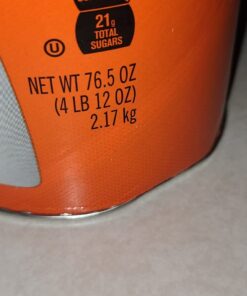 21g
TOTAL
SUGARS
U
NET WT 76.5 OZ
(4 LB 12 OZ)
2.17 kg